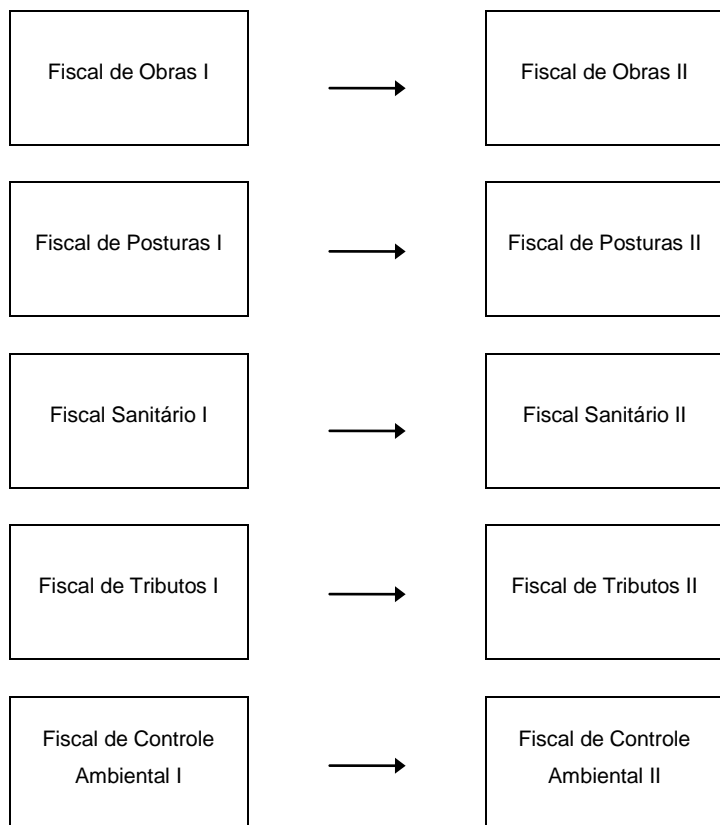 Fiscal de Obras I
Fiscal de Obras II
Fiscal de Posturas I
Fiscal de Posturas II
Fiscal Sanitário I
Fiscal Sanitário II
Fiscal de Tributos I
Fiscal de Tributos II
Fiscal de Controle
Ambiental I
Fiscal de Controle
Ambiental II